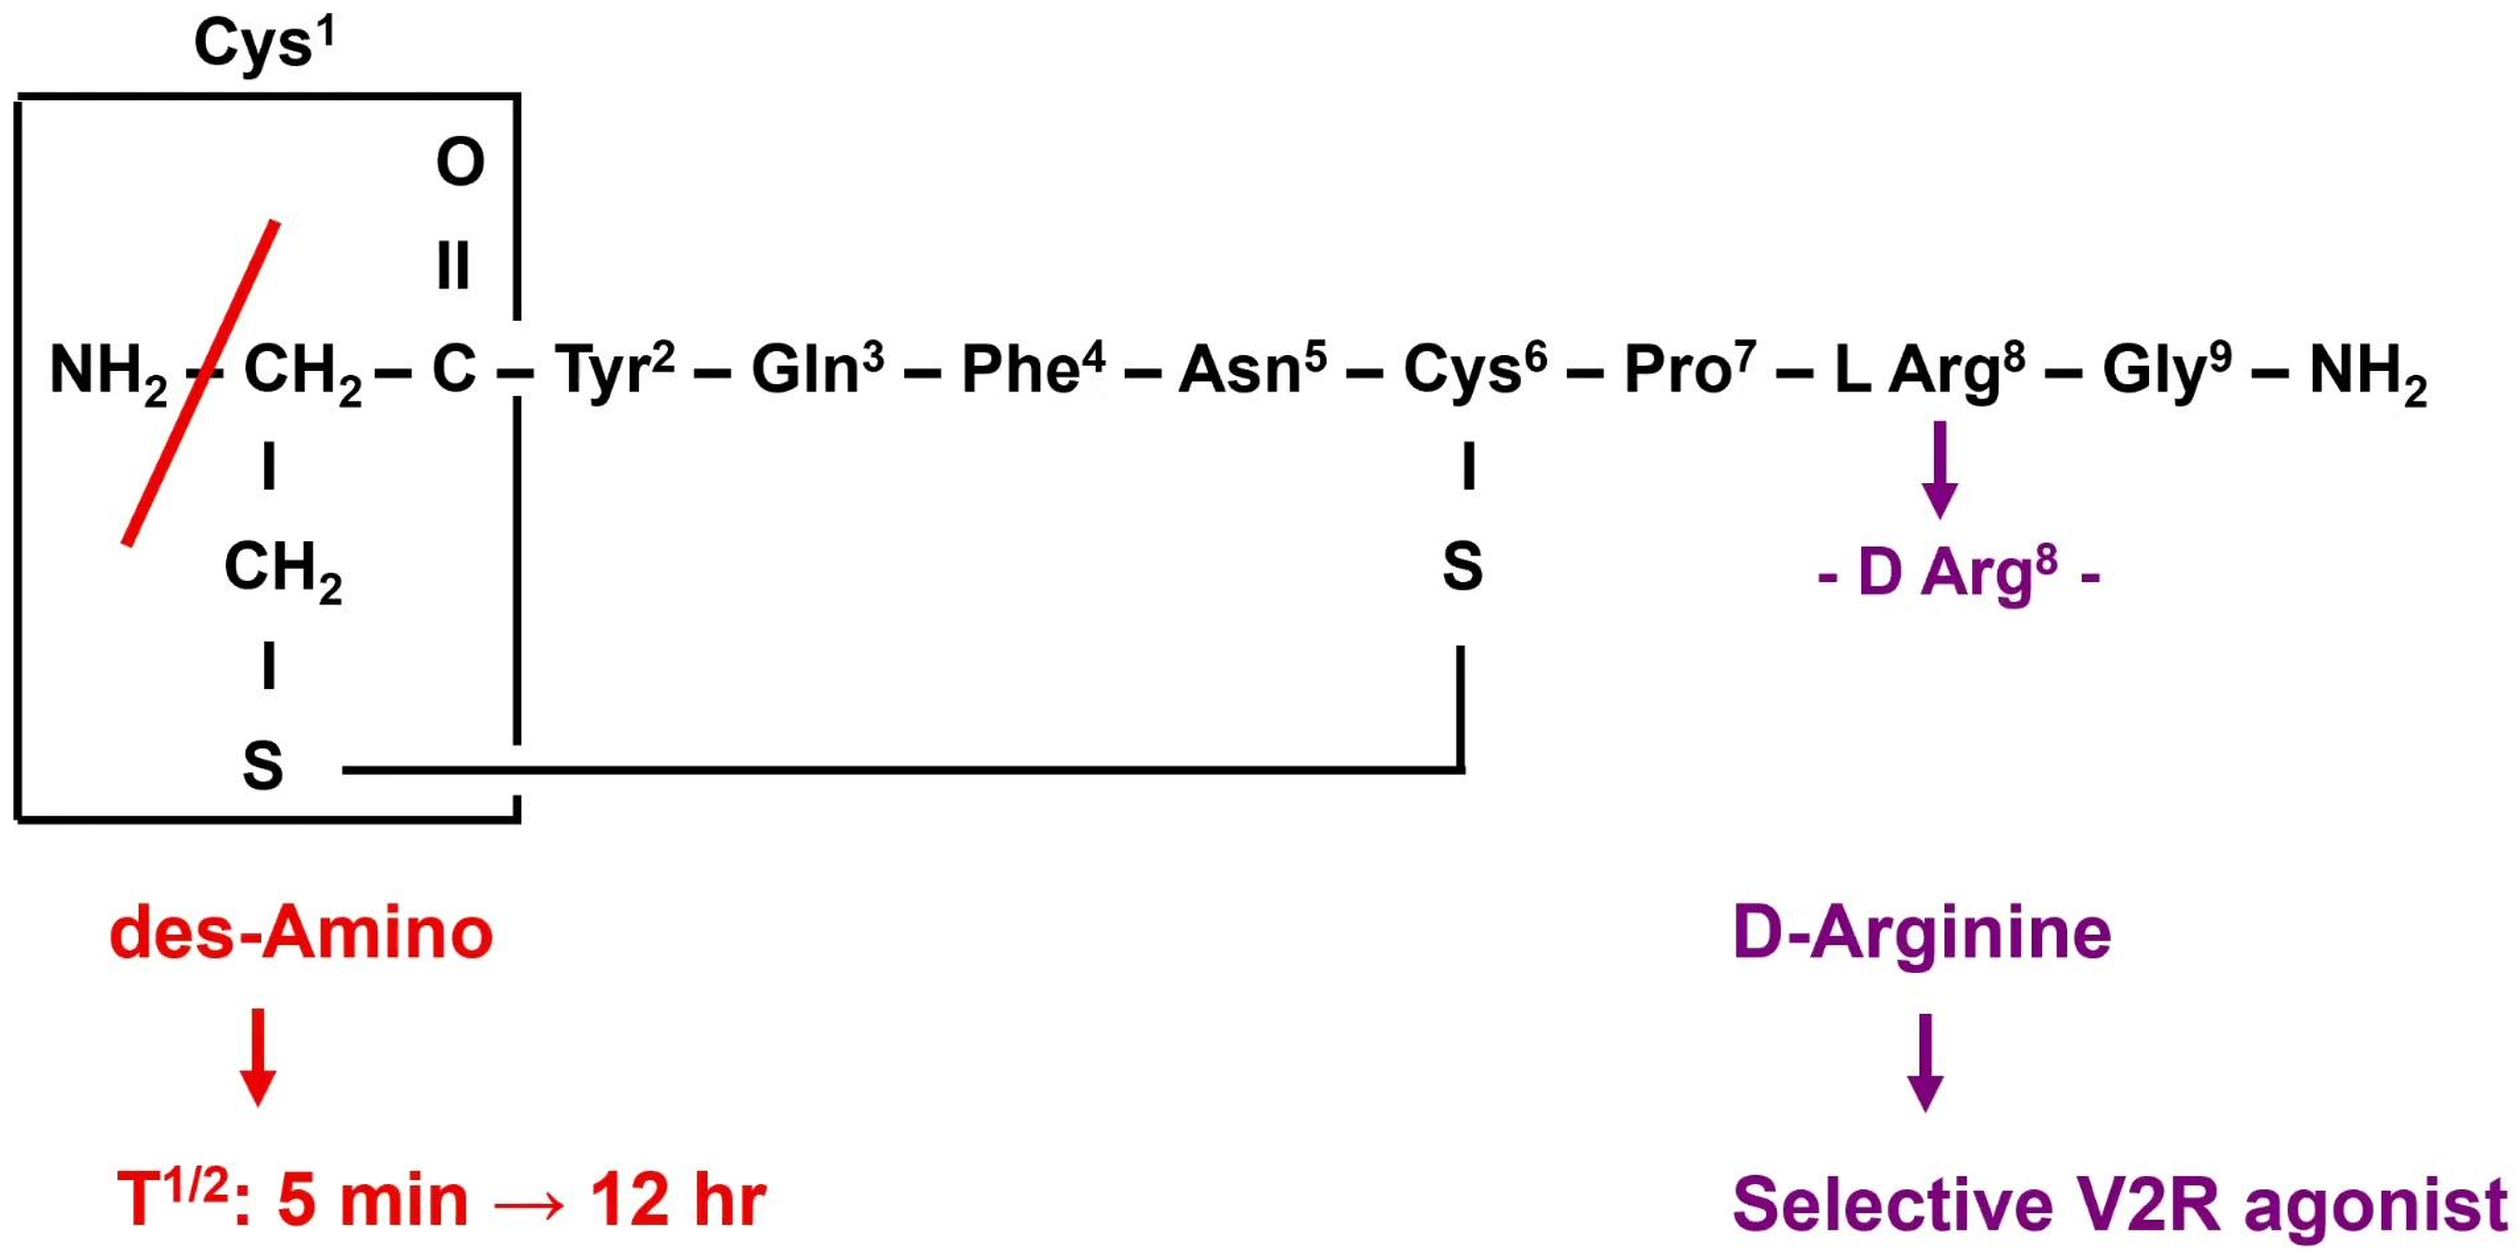 Cys¹
O
II
NH₂ – CH₂ – C – Tyr² – Gln³ – Phe⁴ – Asn⁵ – Cys⁶ – Pro⁷ – L Arg⁸ – Gly⁹ – NH₂
I I
CH₂ S - D Arg⁸ -
I
S
des-Amino D-Arginine
T¹/²: 5 min → 12 hr Selective V2R agonist